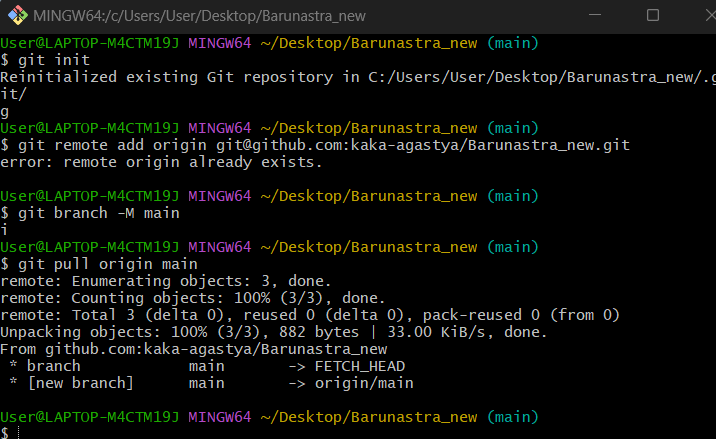 MINGW64:/c/Users/User/Desktop/Barunastra_new
User@LAPTOP-M4CTM19J MINGW64 ~/Desktop/Barunastra_new (main)
$ git init
Reinitialized existing Git repository in C:/Users/User/Desktop/Barunastra_new/.g
it/
g
User@LAPTOP-M4CTM19J MINGW64 ~/Desktop/Barunastra_new (main)
$ git remote add origin git@github.com:kaka-agastya/Barunastra_new.git
error: remote origin already exists.
User@LAPTOP-M4CTM19J MINGW64 ~/Desktop/Barunastra_new (main)
$ git branch -M main
i
User@LAPTOP-M4CTM19J MINGW64 ~/Desktop/Barunastra_new (main)
$ git pull origin main
remote: Enumerating objects: 3, done.
remote: Counting objects: 100% (3/3), done.
remote: Total 3 (delta 0), reused 0 (delta 0), pack-reused 0 (from 0)
Unpacking objects: 100% (3/3), 882 bytes | 33.00 KiB/s, done.
From github.com:kaka-agastya/Barunastra_new
 * branch            main       -> FETCH_HEAD
 * [new branch]      main       -> origin/main
User@LAPTOP-M4CTM19J MINGW64 ~/Desktop/Barunastra_new (main)
$